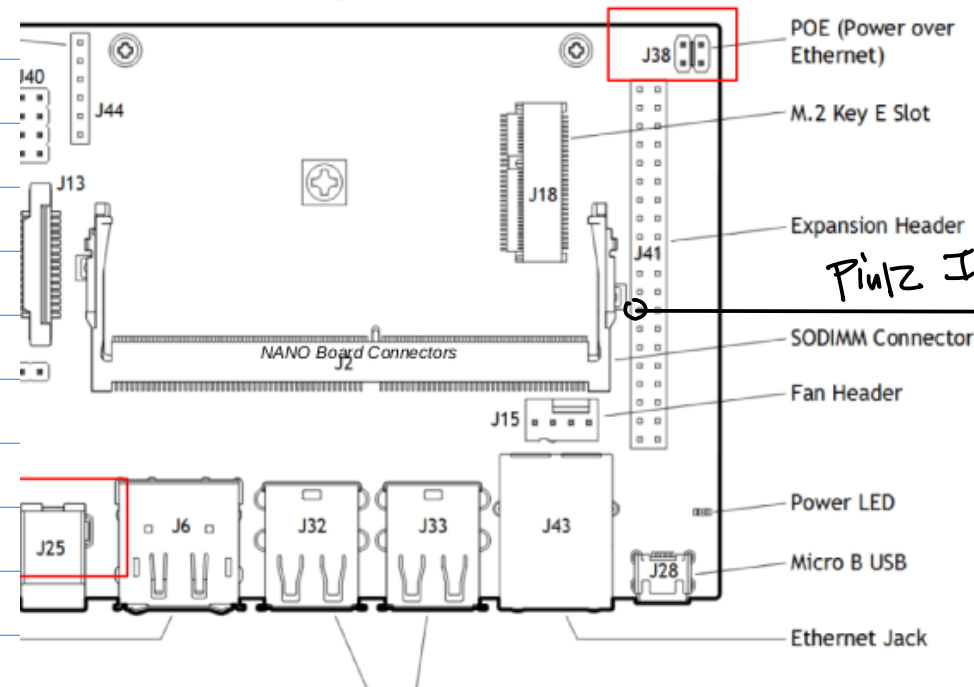 POE (Power over
Ethernet)
J38
J40
J44
M.2 Key E Slot
J13
J18
Expansion Header
J41
SODIMM Connector
NANO Board Connectors
J2
Fan Header
J15
Power LED
J25
J6
J32
J33
J43
Micro B USB
J28
Ethernet Jack